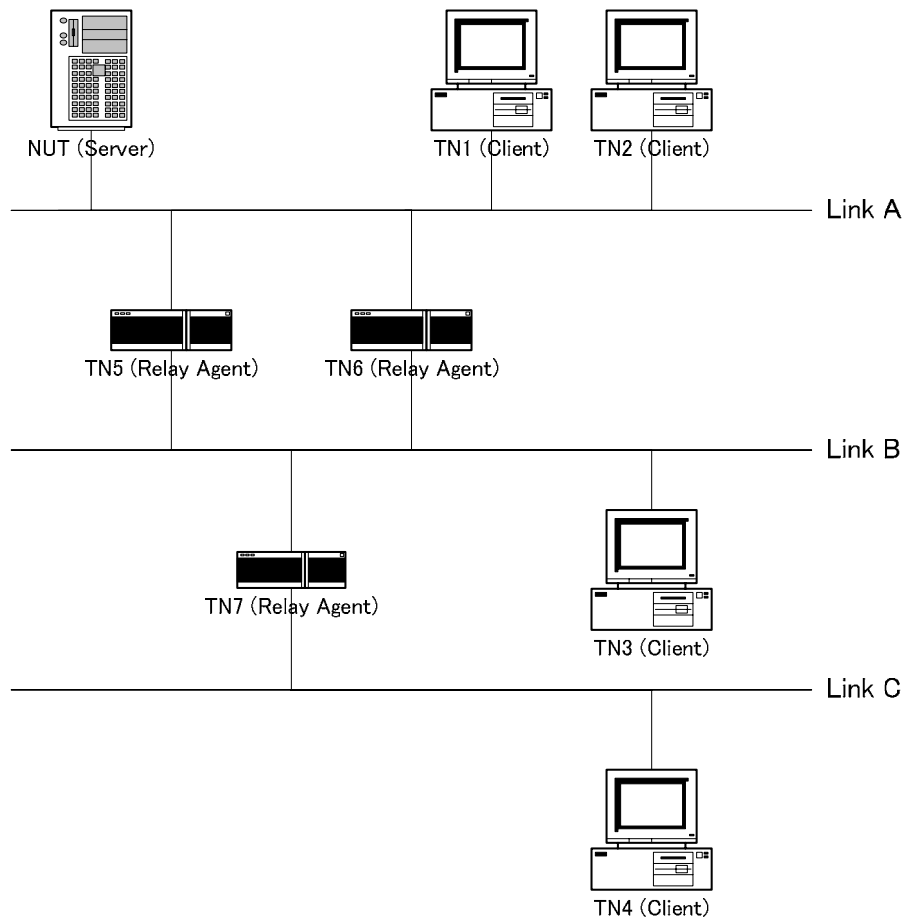 NUT (Server)
TN1 (Client)
TN2 (Client)
Link A
TN5 (Relay Agent)
TN6 (Relay Agent)
Link B
TN7 (Relay Agent)
TN3 (Client)
Link C
TN4 (Client)